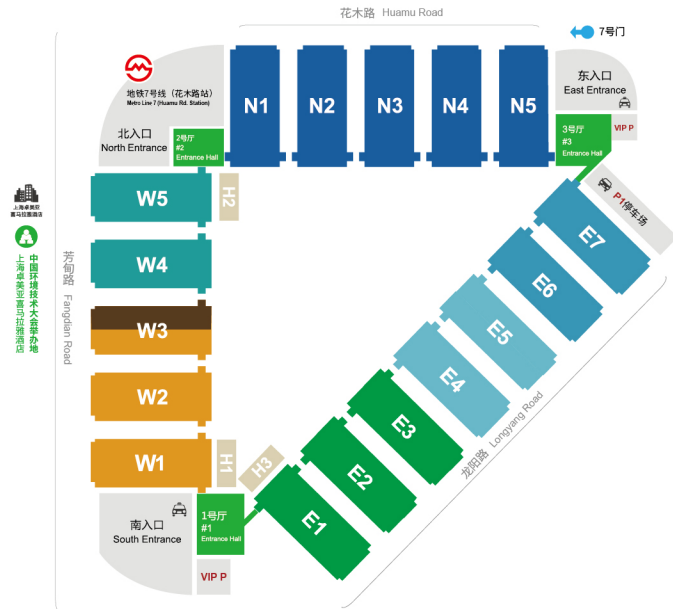 花木路 Huamu Road
7号门
地铁7号线（花木路站）
Metro Line 7 (Huamu Rd. Station)
北入口
North Entrance
2号厅
#2
Entrance Hall
N1
N2
N3
N4
N5
东入口
East Entrance
3号厅
#3
Entrance Hall
VIP P
P1停车场
上海卓美亚
喜马拉雅酒店
中国环境技术大会举办地
上海卓美亚喜马拉雅酒店
芳甸路 Fangdian Road
W5
H2
W4
W3
W2
W1
H1
H3
E7
E6
E5
E4
E3
E2
E1
龙阳路 Longyang Road
南入口
South Entrance
1号厅
#1
Entrance Hall
VIP P